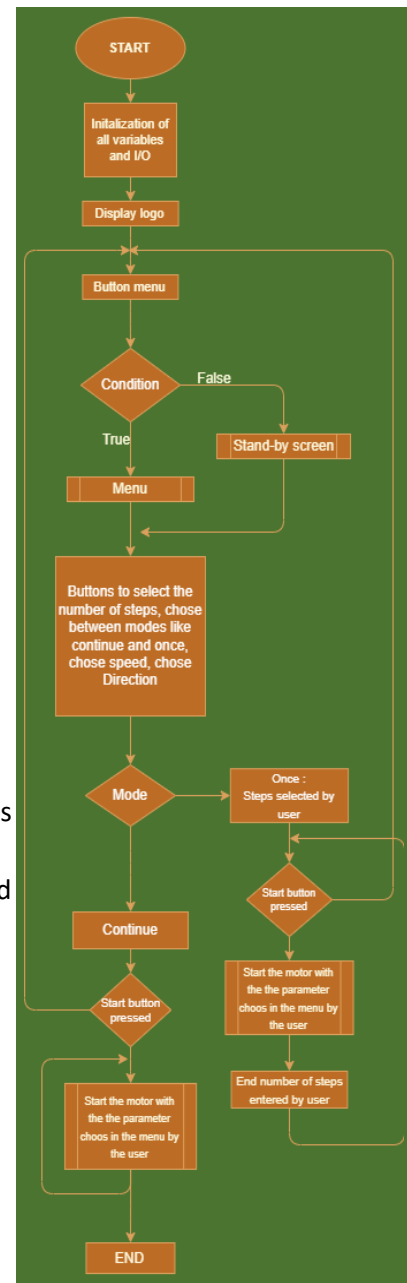 START
Initalization of
all variables
and I/O
Display logo
Button menu
Condition
False
True
Stand-by screen
Menu
Buttons to select the
number of steps, chose
between modes like
continue and once,
chose speed, chose
Direction
Mode
Once :
Steps selected by
user
s
d
Start button
pressed
Continue
Start the motor with
the the parameter
choos in the menu by
the user
Start button
pressed
End number of steps
entered by user
Start the motor with
the the parameter
choos in the menu by
the user
END